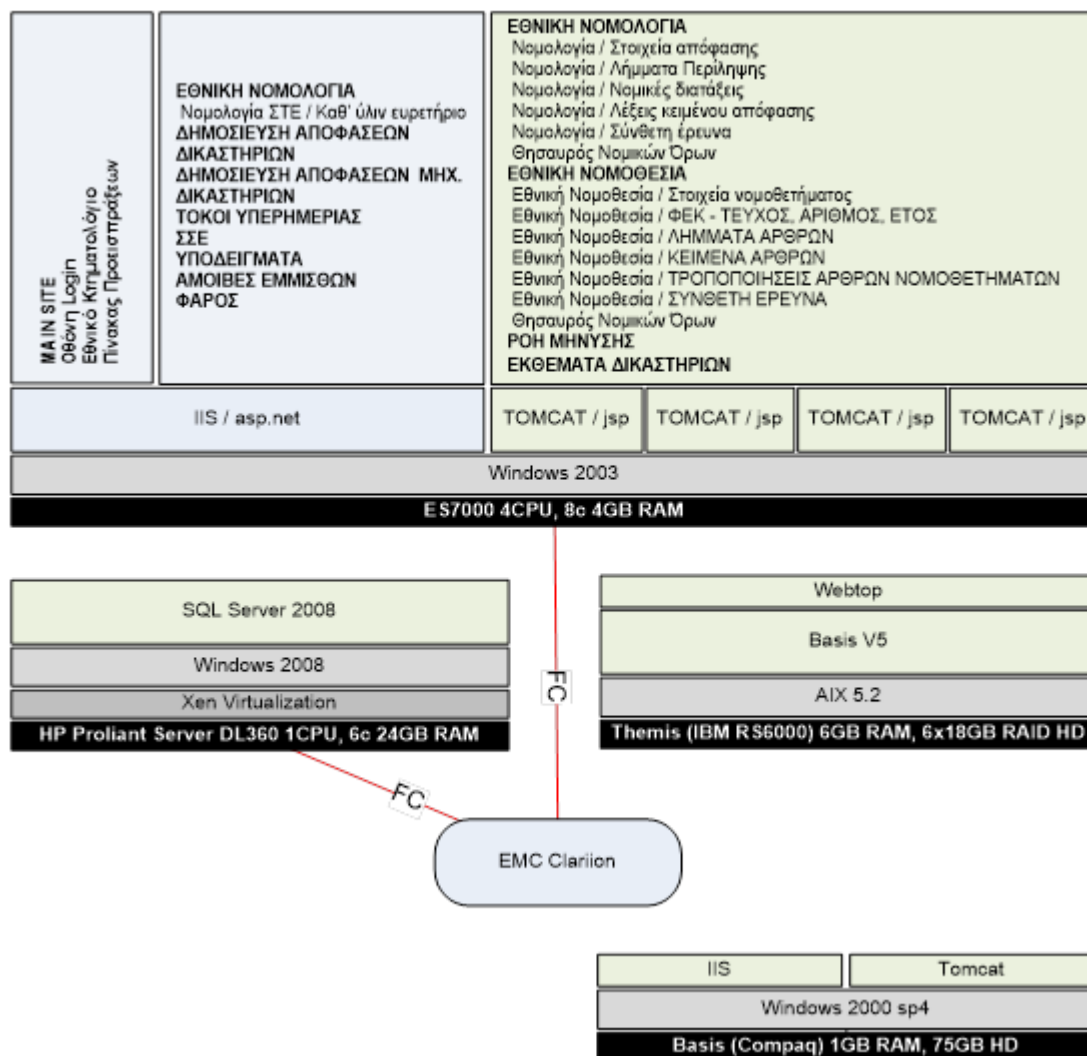 MAIN SITE
Οθόνη Login
Εθνικό Κτηματολόγιο
Πίνακας Προεισπράξεων
ΕΘΝΙΚΗ ΝΟΜΟΛΟΓΙΑ
Νομολογία ΣΤΕ / Καθ' ύλιν ευρετήριο
ΔΗΜΟΣΙΕΥΣΗ ΑΠΟΦΑΣΕΩΝ
ΔΙΚΑΣΤΗΡΙΩΝ
ΔΗΜΟΣΙΕΥΣΗ ΑΠΟΦΑΣΕΩΝ ΜΗΧ.
ΔΙΚΑΣΤΗΡΙΩΝ
ΤΟΚΟΙ ΥΠΕΡΗΜΕΡΙΑΣ
ΣΣΕ
ΥΠΟΔΕΙΓΜΑΤΑ
ΑΜΟΙΒΕΣ ΕΜΜΙΣΘΩΝ
ΦΑΡΟΣ
ΕΘΝΙΚΗ ΝΟΜΟΛΟΓΙΑ
Νομολογία / Στοιχεία απόφασης
Νομολογία / Λήμματα Περίληψης
Νομολογία / Νομικές διατάξεις
Νομολογία / Λέξεις κειμένου απόφασης
Νομολογία / Σύνθετη έρευνα
Θησαυρός Νομικών Όρων
ΕΘΝΙΚΗ ΝΟΜΟΘΕΣΙΑ
Εθνική Νομοθεσία / Στοιχεία νομοθετήματος
Εθνική Νομοθεσία / ΦΕΚ - ΤΕΥΧΟΣ, ΑΡΙΘΜΟΣ, ΕΤΟΣ
Εθνική Νομοθεσία / ΛΗΜΜΑΤΑ ΑΡΘΡΩΝ
Εθνική Νομοθεσία / ΚΕΙΜΕΝΑ ΑΡΘΡΩΝ
Εθνική Νομοθεσία / ΤΡΟΠΟΠΟΙΗΣΕΙΣ ΑΡΘΡΩΝ ΝΟΜΟΘΕΤΗΜΑΤΩΝ
Εθνική Νομοθεσία / ΣΥΝΘΕΤΗ ΕΡΕΥΝΑ
Θησαυρός Νομικών Όρων
ΡΟΗ ΜΗΝΥΣΗΣ
ΕΚΘΕΜΑΤΑ ΔΙΚΑΣΤΗΡΙΩΝ
IIS / asp.net
TOMCAT / jsp
TOMCAT / jsp
TOMCAT / jsp
TOMCAT / jsp
Windows 2003
ES7000 4CPU, 8c 4GB RAM
SQL Server 2008
Windows 2008
Xen Virtualization
HP Proliant Server DL360 1CPU, 6c 24GB RAM
Webtop
Basis V5
AIX 5.2
Themis (IBM RS6000) 6GB RAM, 6x18GB RAID HD
FC
FC
EMC Clariion
IIS
Tomcat
Windows 2000 sp4
Basis (Compaq) 1GB RAM, 75GB HD